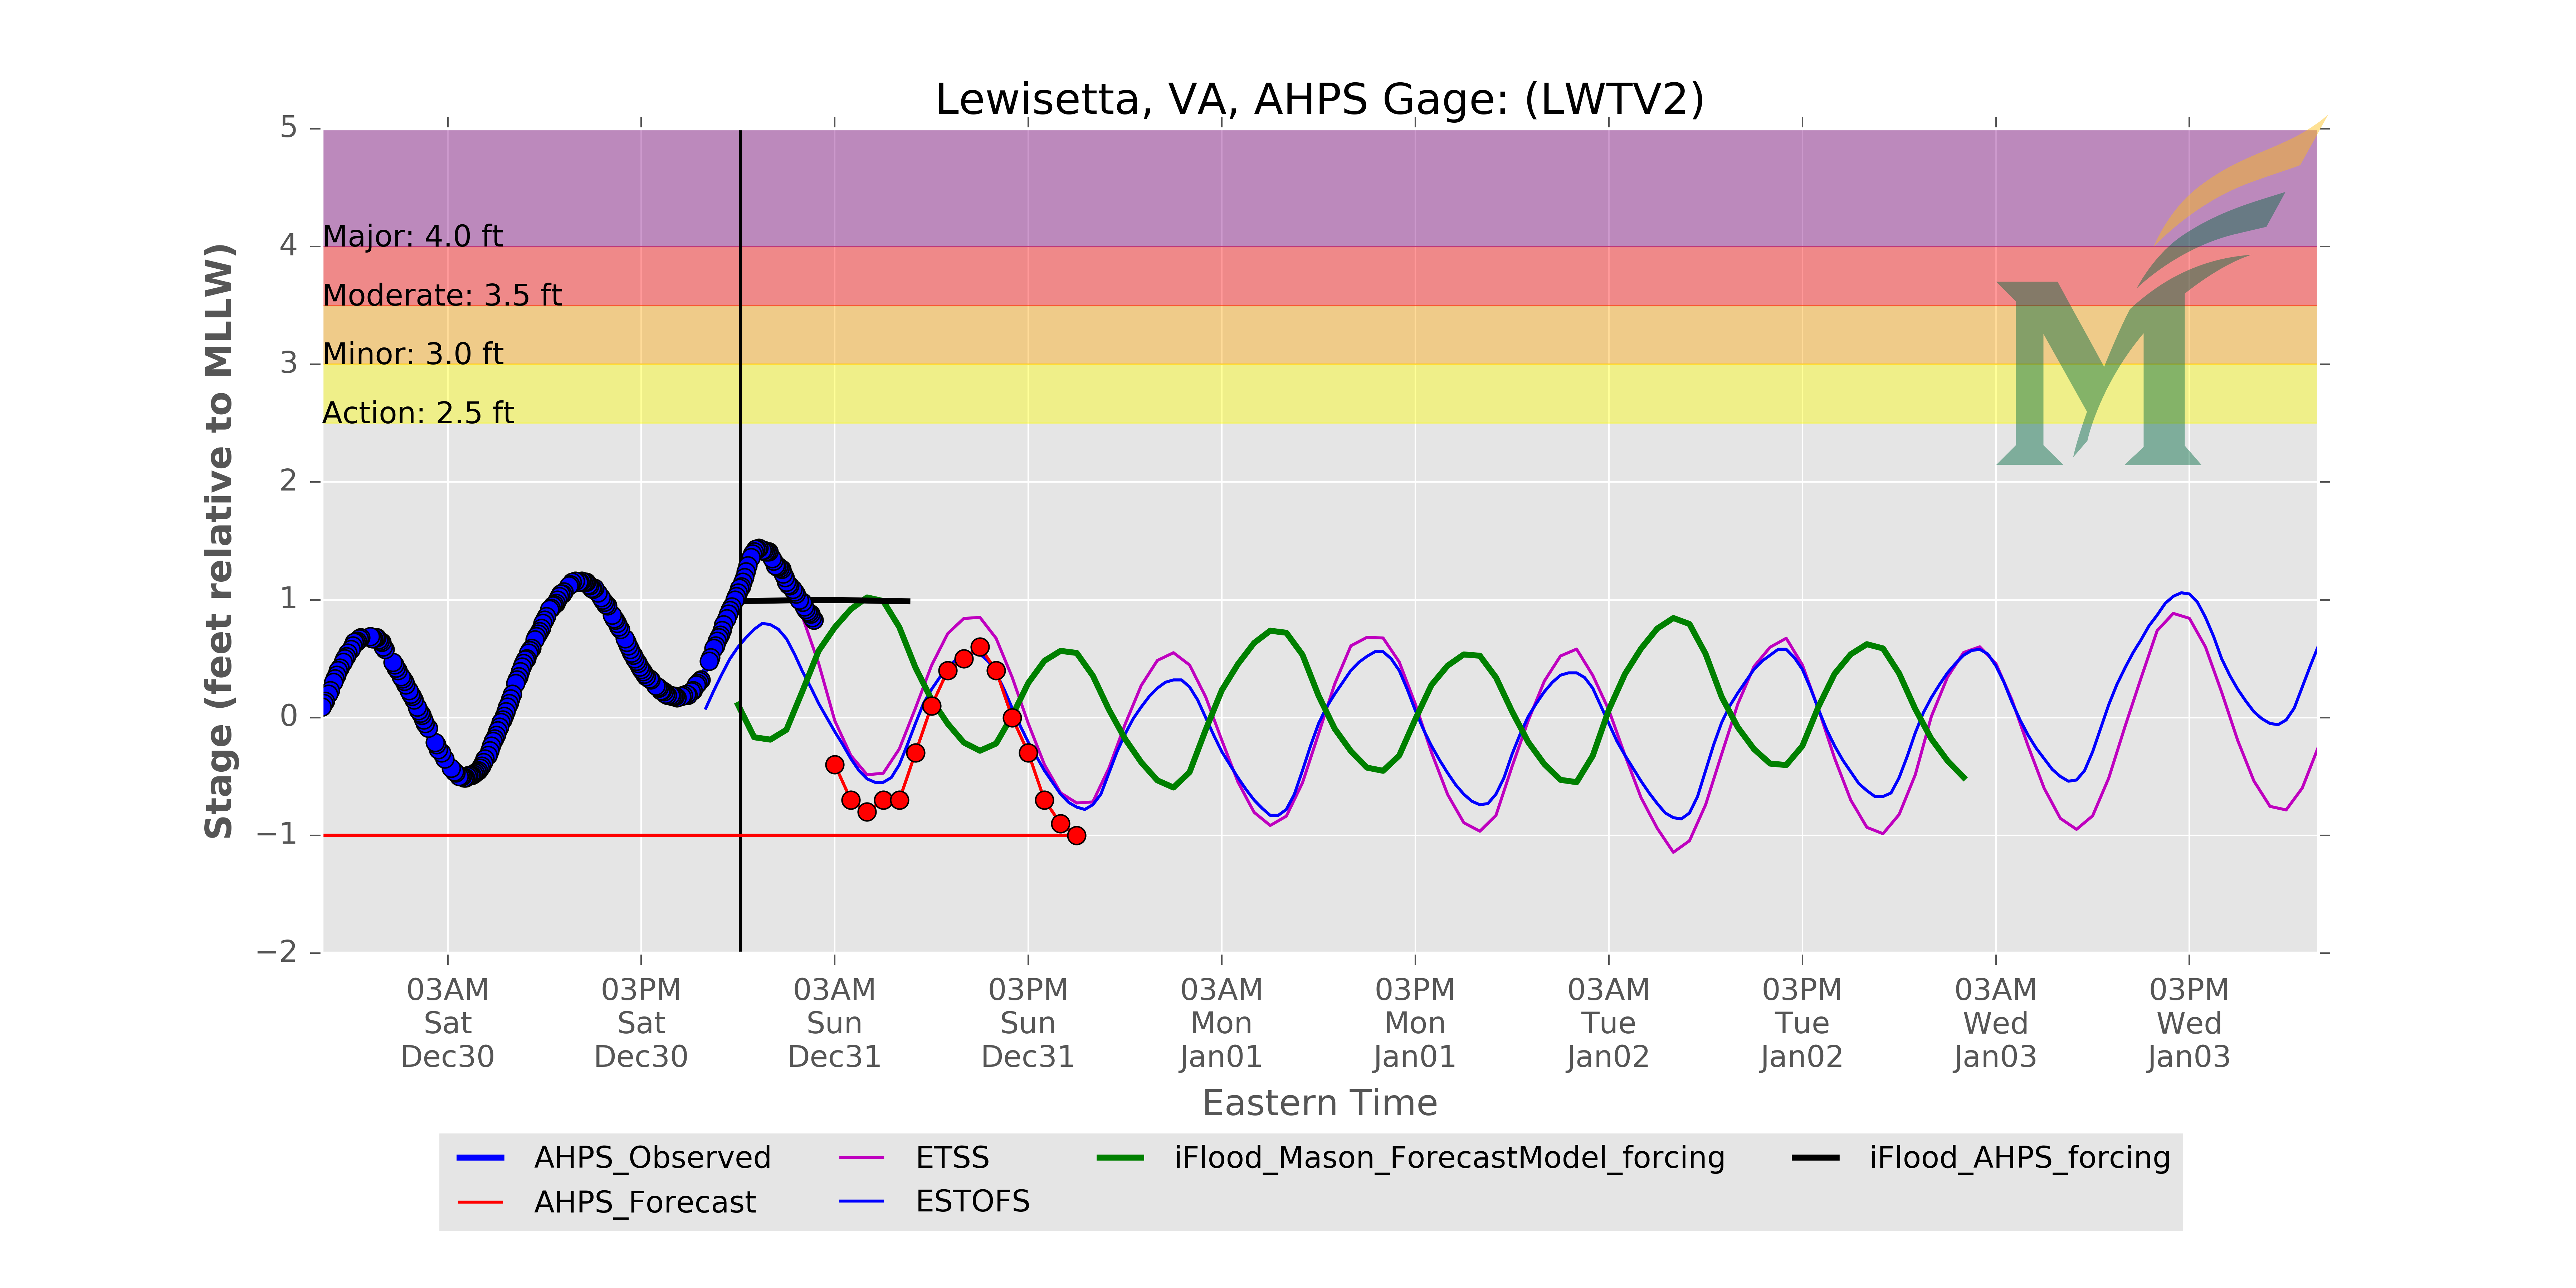 Lewisetta, VA, AHPS Gage: (LWTV2)
Stage (feet relative to MLLW)
5
4
3
2
1
0
−1
−2
Major: 4.0 ft
Moderate: 3.5 ft
Minor: 3.0 ft
Action: 2.5 ft
M
03AM 03PM 03AM 03PM 03AM 03PM 03AM 03PM 03AM 03PM
Sat Sat Sun Sun Mon Mon Tue Tue Wed Wed
Dec30 Dec30 Dec31 Dec31 Jan01 Jan01 Jan02 Jan02 Jan03 Jan03
Eastern Time
AHPS_Observed ETSS iFlood_Mason_ForecastModel_forcing iFlood_AHPS_forcing
AHPS_Forecast ESTOFS